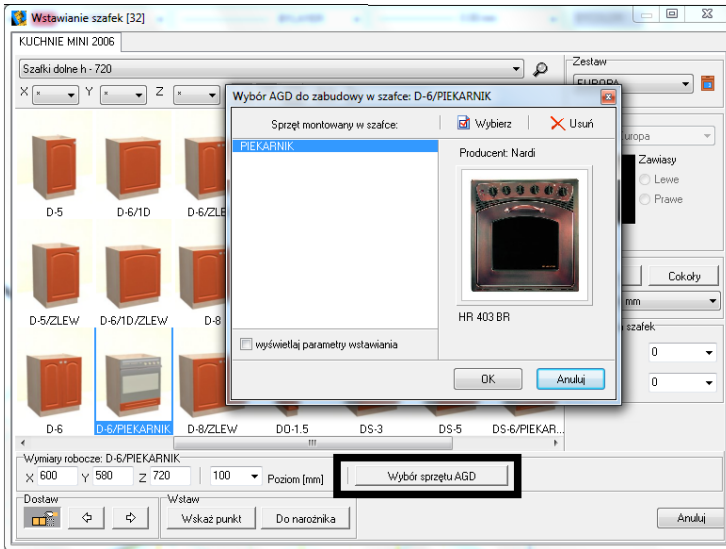 Wstawianie szafek [32]
KUCHNIE MINI 2006
Szafki dolne h - 720
X * Y * Z *
Zestaw
EUROPA
uropa
Zawiasy
Lewe
Prawe
Cokoły
mm
szafek
0
0
D-5 D-6/1D D-6/ZLE
D-5/ZLEW D-6/1D/ZLEW D-8
D-6 D-6/PIEKARNIK D-8/ZLEW DO-1.5 DS-3 DS-5 DS-6/PIEKAR...
Wybór AGD do zabudowy w szafce: D-6/PIEKARNIK
Sprzęt montowany w szafce: Wybierz Usuń
PIEKARNIK
Producent: Nardi
HR 403 BR
wyświetlaj parametry wstawiania
OK Anuluj
Wymiary robocze: D-6/PIEKARNIK
X 600 Y 580 Z 720 100 Poziom [mm] Wybór sprzętu AGD
Dostaw Wstaw
Wskaż punkt Do narożnika Anuluj